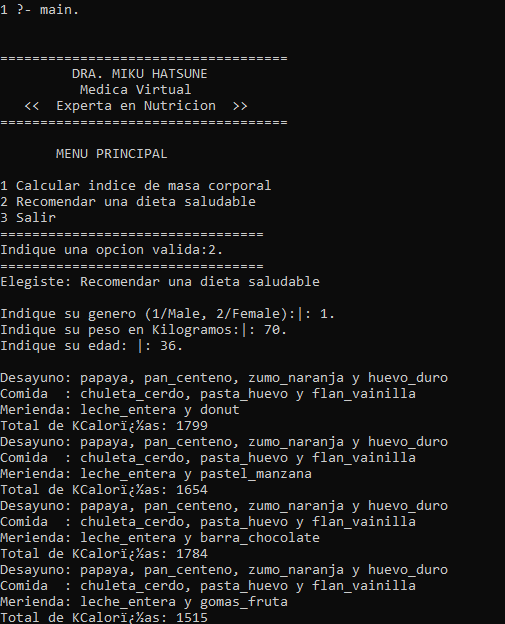 1 ?- main.
====================================
DRA. MIKU HATSUNE
Medica Virtual
<< Experta en Nutricion >>
====================================
MENU PRINCIPAL
1 Calcular indice de masa corporal
2 Recomendar una dieta saludable
3 Salir
=================================
Indique una opcion valida:2.
=================================
Elegiste: Recomendar una dieta saludable
Indique su genero (1/Male, 2/Female):|: 1.
Indique su peso en Kilogramos:|: 70.
Indique su edad: |: 36.
Desayuno: papaya, pan_centeno, zumo_naranja y huevo_duro
Comida  : chuleta_cerdo, pasta_huevo y flan_vainilla
Merienda: leche_entera y donut
Total de KCalorï¿½as: 1799
Desayuno: papaya, pan_centeno, zumo_naranja y huevo_duro
Comida  : chuleta_cerdo, pasta_huevo y flan_vainilla
Merienda: leche_entera y pastel_manzana
Total de KCalorï¿½as: 1654
Desayuno: papaya, pan_centeno, zumo_naranja y huevo_duro
Comida  : chuleta_cerdo, pasta_huevo y flan_vainilla
Merienda: leche_entera y barra_chocolate
Total de KCalorï¿½as: 1784
Desayuno: papaya, pan_centeno, zumo_naranja y huevo_duro
Comida  : chuleta_cerdo, pasta_huevo y flan_vainilla
Merienda: leche_entera y gomas_fruta
Total de KCalorï¿½as: 1515